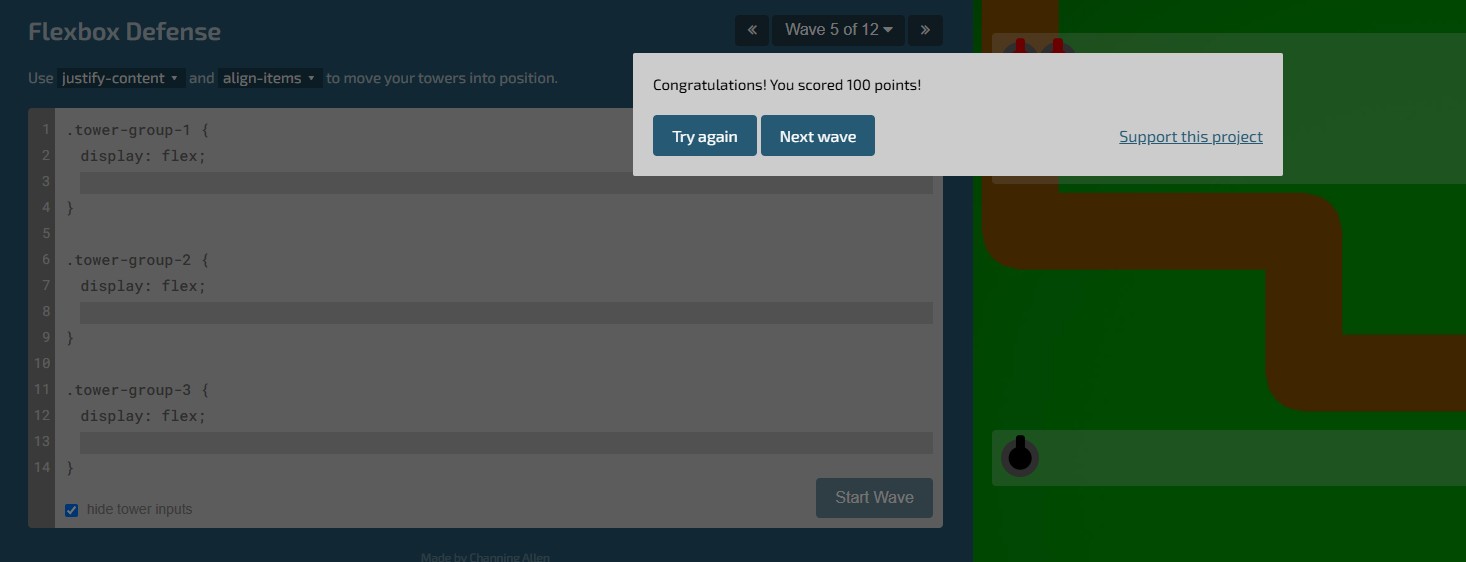 Flexbox Defense
« Wave 5 of 12 »
Use justify-content and align-items to move your towers into position.
Congratulations! You scored 100 points!
Try again Next wave Support this project
1 .tower-group-1 {
2 display: flex;
3
4 }
5
6 .tower-group-2 {
7 display: flex;
8
9 }
10
11 .tower-group-3 {
12 display: flex;
13
14 }
hide tower inputs
Start Wave
Made by Channing Allen